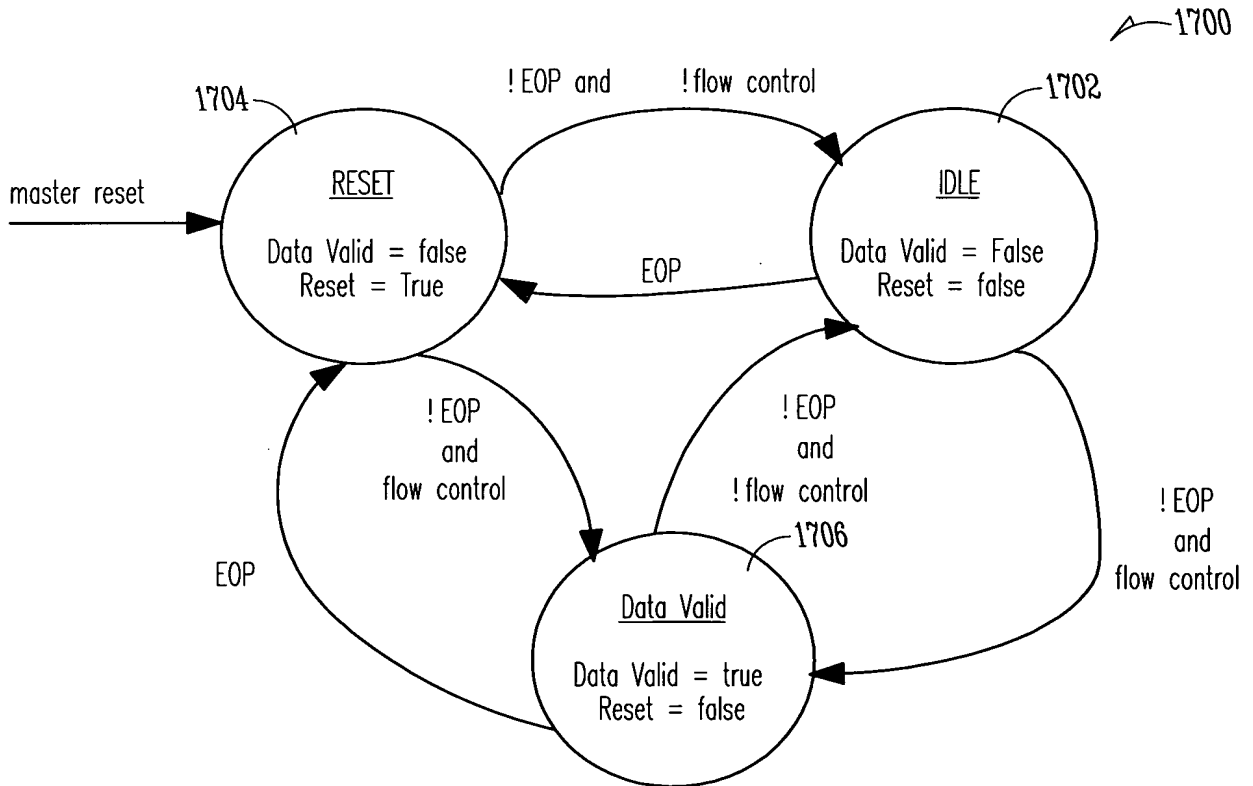 1700
!EOP and !flow control
1704
1702
master reset
RESET
Data Valid = false
Reset = True
IDLE
Data Valid = False
Reset = false
EOP
!EOP
and
flow control
!EOP
and
!flow control
!EOP
and
flow control
EOP
1706
Data Valid
Data Valid = true
Reset = false